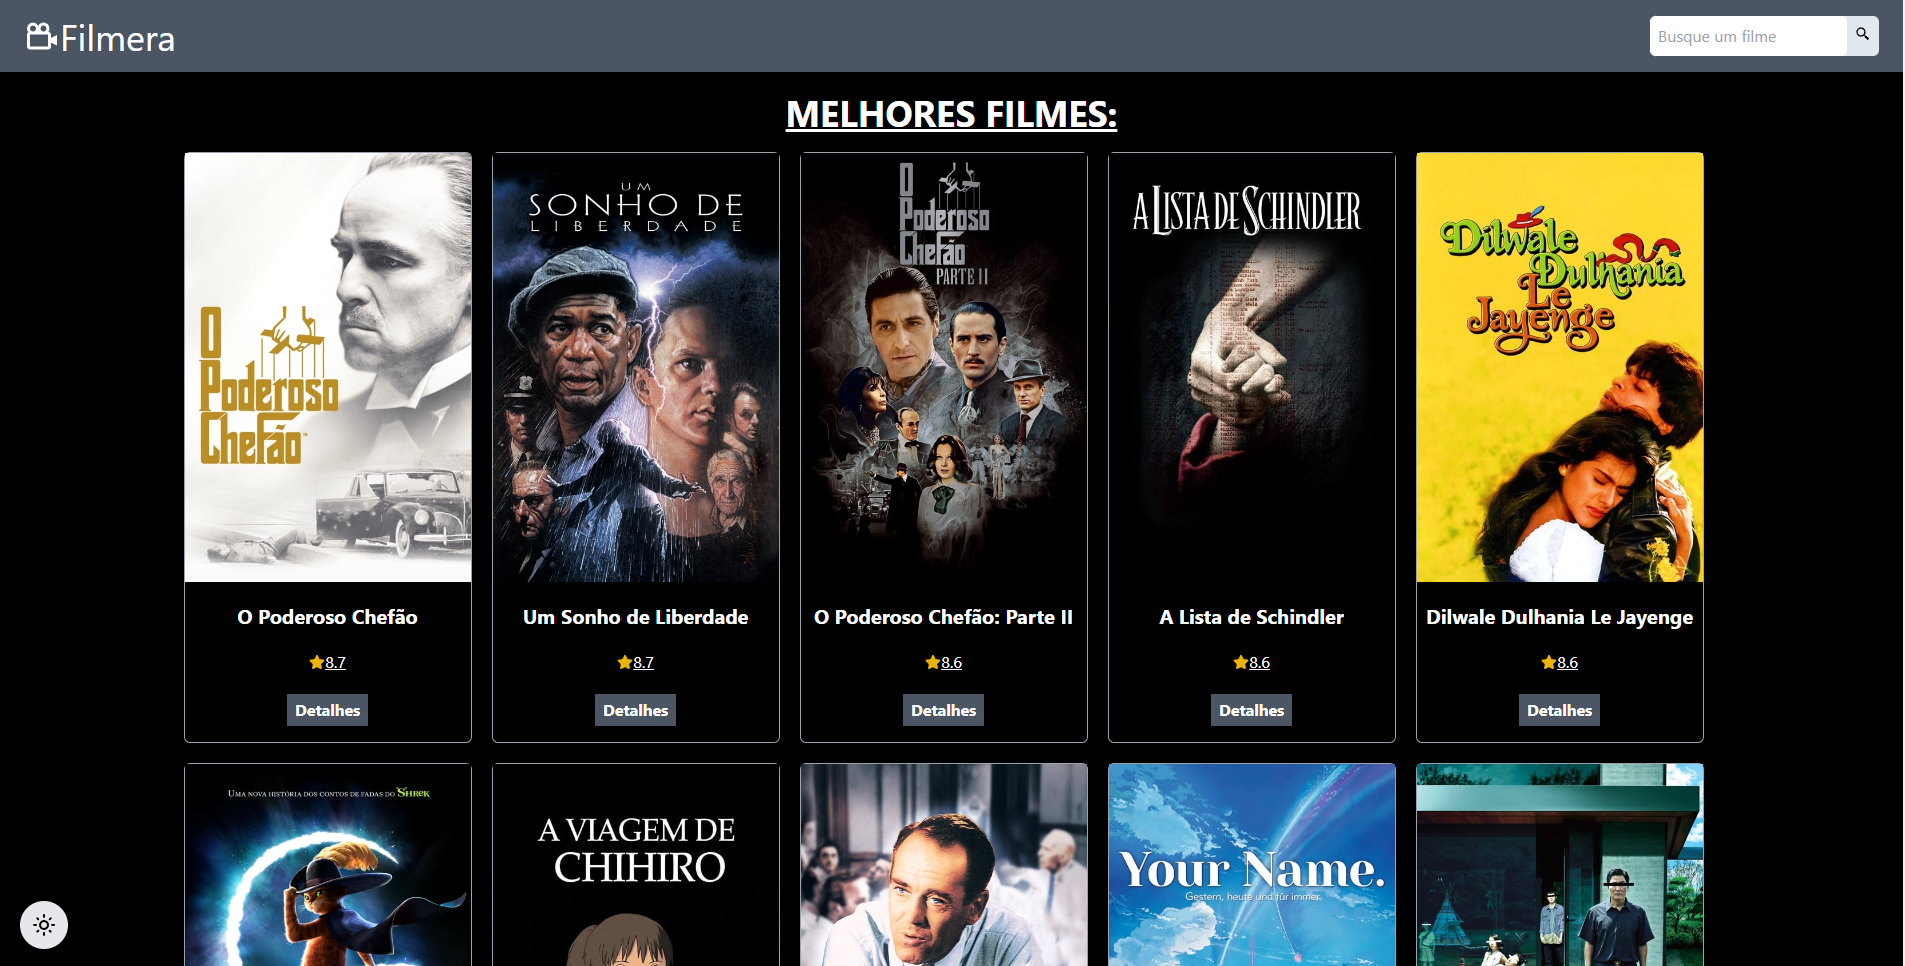 Filmera
Busque um filme
MELHORES FILMES:
O
Poderoso
Chefão
UM
SONHO DE
LIBERDADE
O
Poderoso
Chefão
PARTE II
A LISTA DE SCHINDLER
Dilwale
Dulhania
Le
Jayenge
O Poderoso Chefão
Um Sonho de Liberdade
O Poderoso Chefão: Parte II
A Lista de Schindler
Dilwale Dulhania Le Jayenge
8.7
8.7
8.6
8.6
8.6
Detalhes
Detalhes
Detalhes
Detalhes
Detalhes
UMA NOVA HISTÓRIA DOS CONTOS DE FADAS DO SHREK
A VIAGEM DE
CHIHIRO
Your Name.
Gestern, heute und für immer.